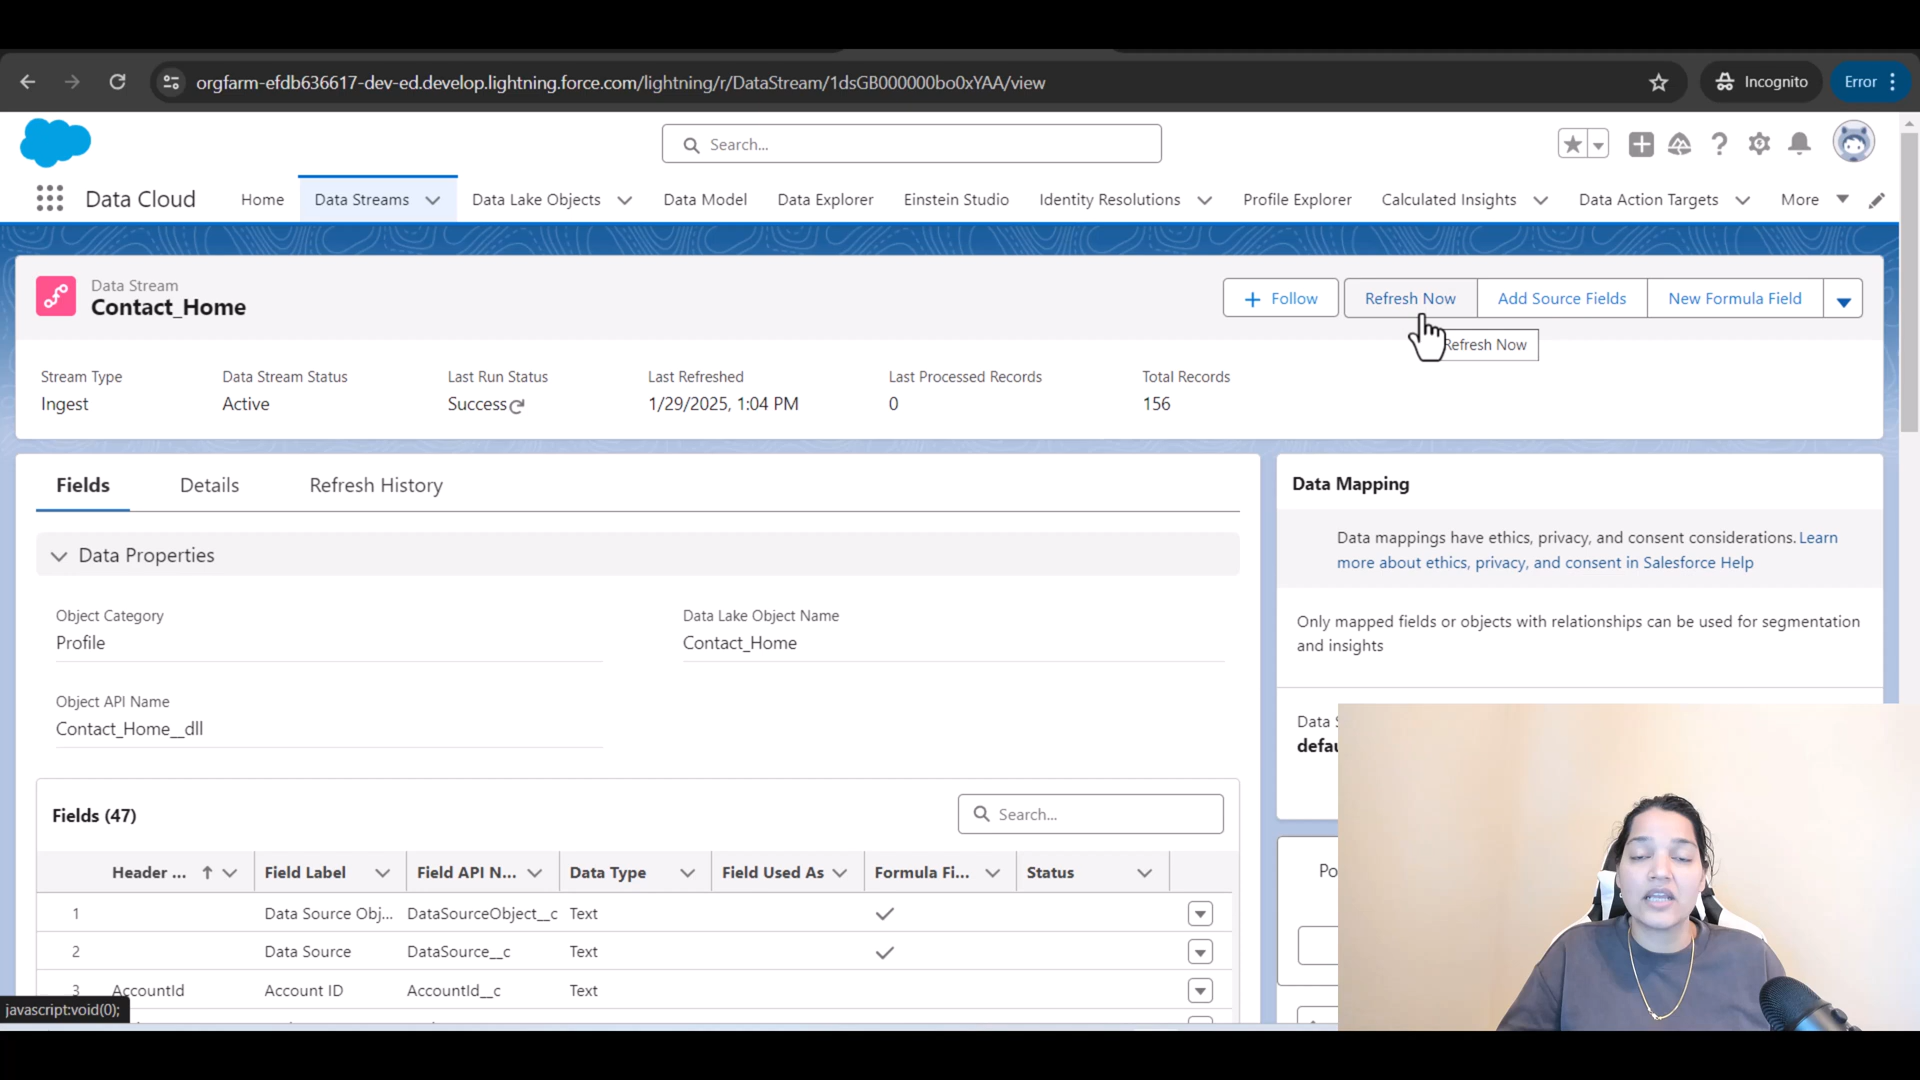 orgfarm-efdb636617-dev-ed.develop.lightning.force.com/lightning/r/DataStream/1dsGB000000bo0xYAA/view
Incognito
Error
Search...
Data Cloud
Home
Data Streams
Data Lake Objects
Data Model
Data Explorer
Einstein Studio
Identity Resolutions
Profile Explorer
Calculated Insights
Data Action Targets
More
Data Stream
Contact_Home
Follow
Refresh Now
Add Source Fields
New Formula Field
Refresh Now
Stream Type
Ingest
Data Stream Status
Active
Last Run Status
Success
Last Refreshed
1/29/2025, 1:04 PM
Last Processed Records
0
Total Records
156
Fields
Details
Refresh History
Data Properties
Object Category
Profile
Data Lake Object Name
Contact_Home
Object API Name
Contact_Home__dll
Fields (47)
Search...
Header ...
Field Label
Field API N...
Data Type
Field Used As
Formula Fi...
Status
1 Data Source Obj... DataSourceObject__c Text
2 Data Source DataSource__c Text
3 AccountId Account ID AccountId__c Text
javascript:void(0);
Data Mapping
Data mappings have ethics, privacy, and consent considerations. Learn
more about ethics, privacy, and consent in Salesforce Help
Only mapped fields or objects with relationships can be used for segmentation
and insights
Data
defau
Po